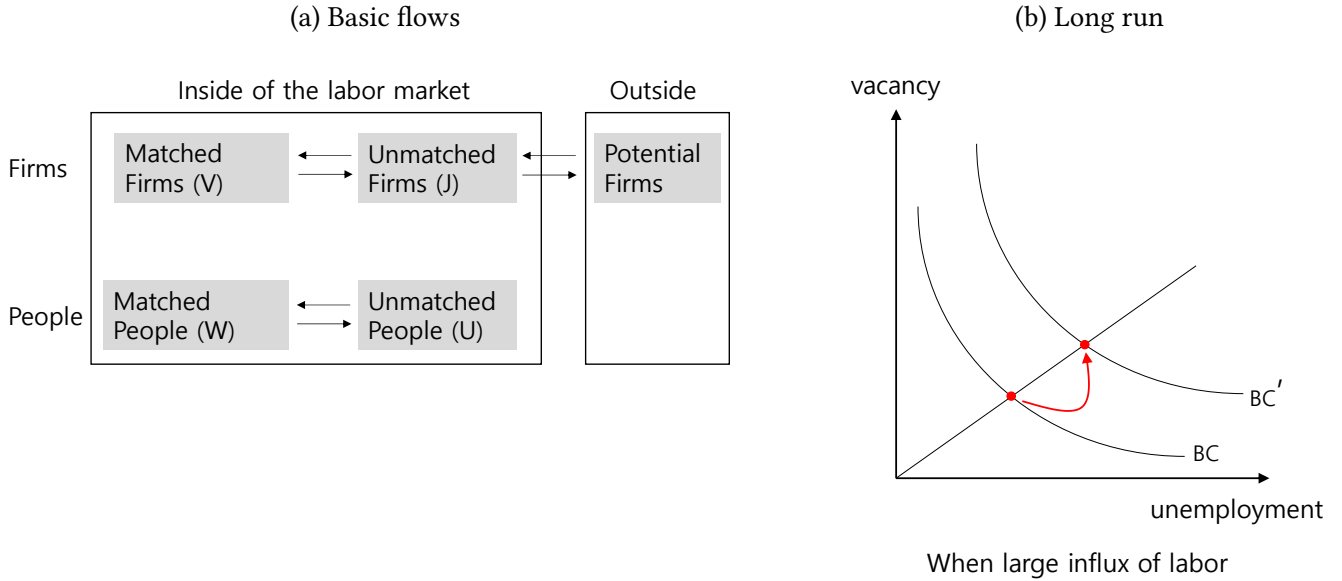 (a) Basic flows
Inside of the labor market
Outside
Firms
Matched
Firms (V)
Unmatched
Firms (J)
Potential
Firms
People
Matched
People (W)
Unmatched
People (U)
(b) Long run
vacancy
BC′
BC
unemployment
When large influx of labor